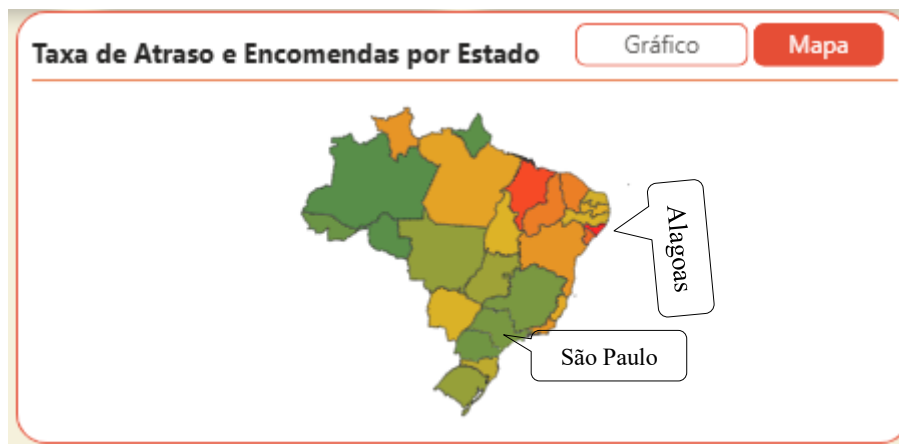 Taxa de Atraso e Encomendas por Estado
Gráfico
Mapa
Alagoas
São Paulo